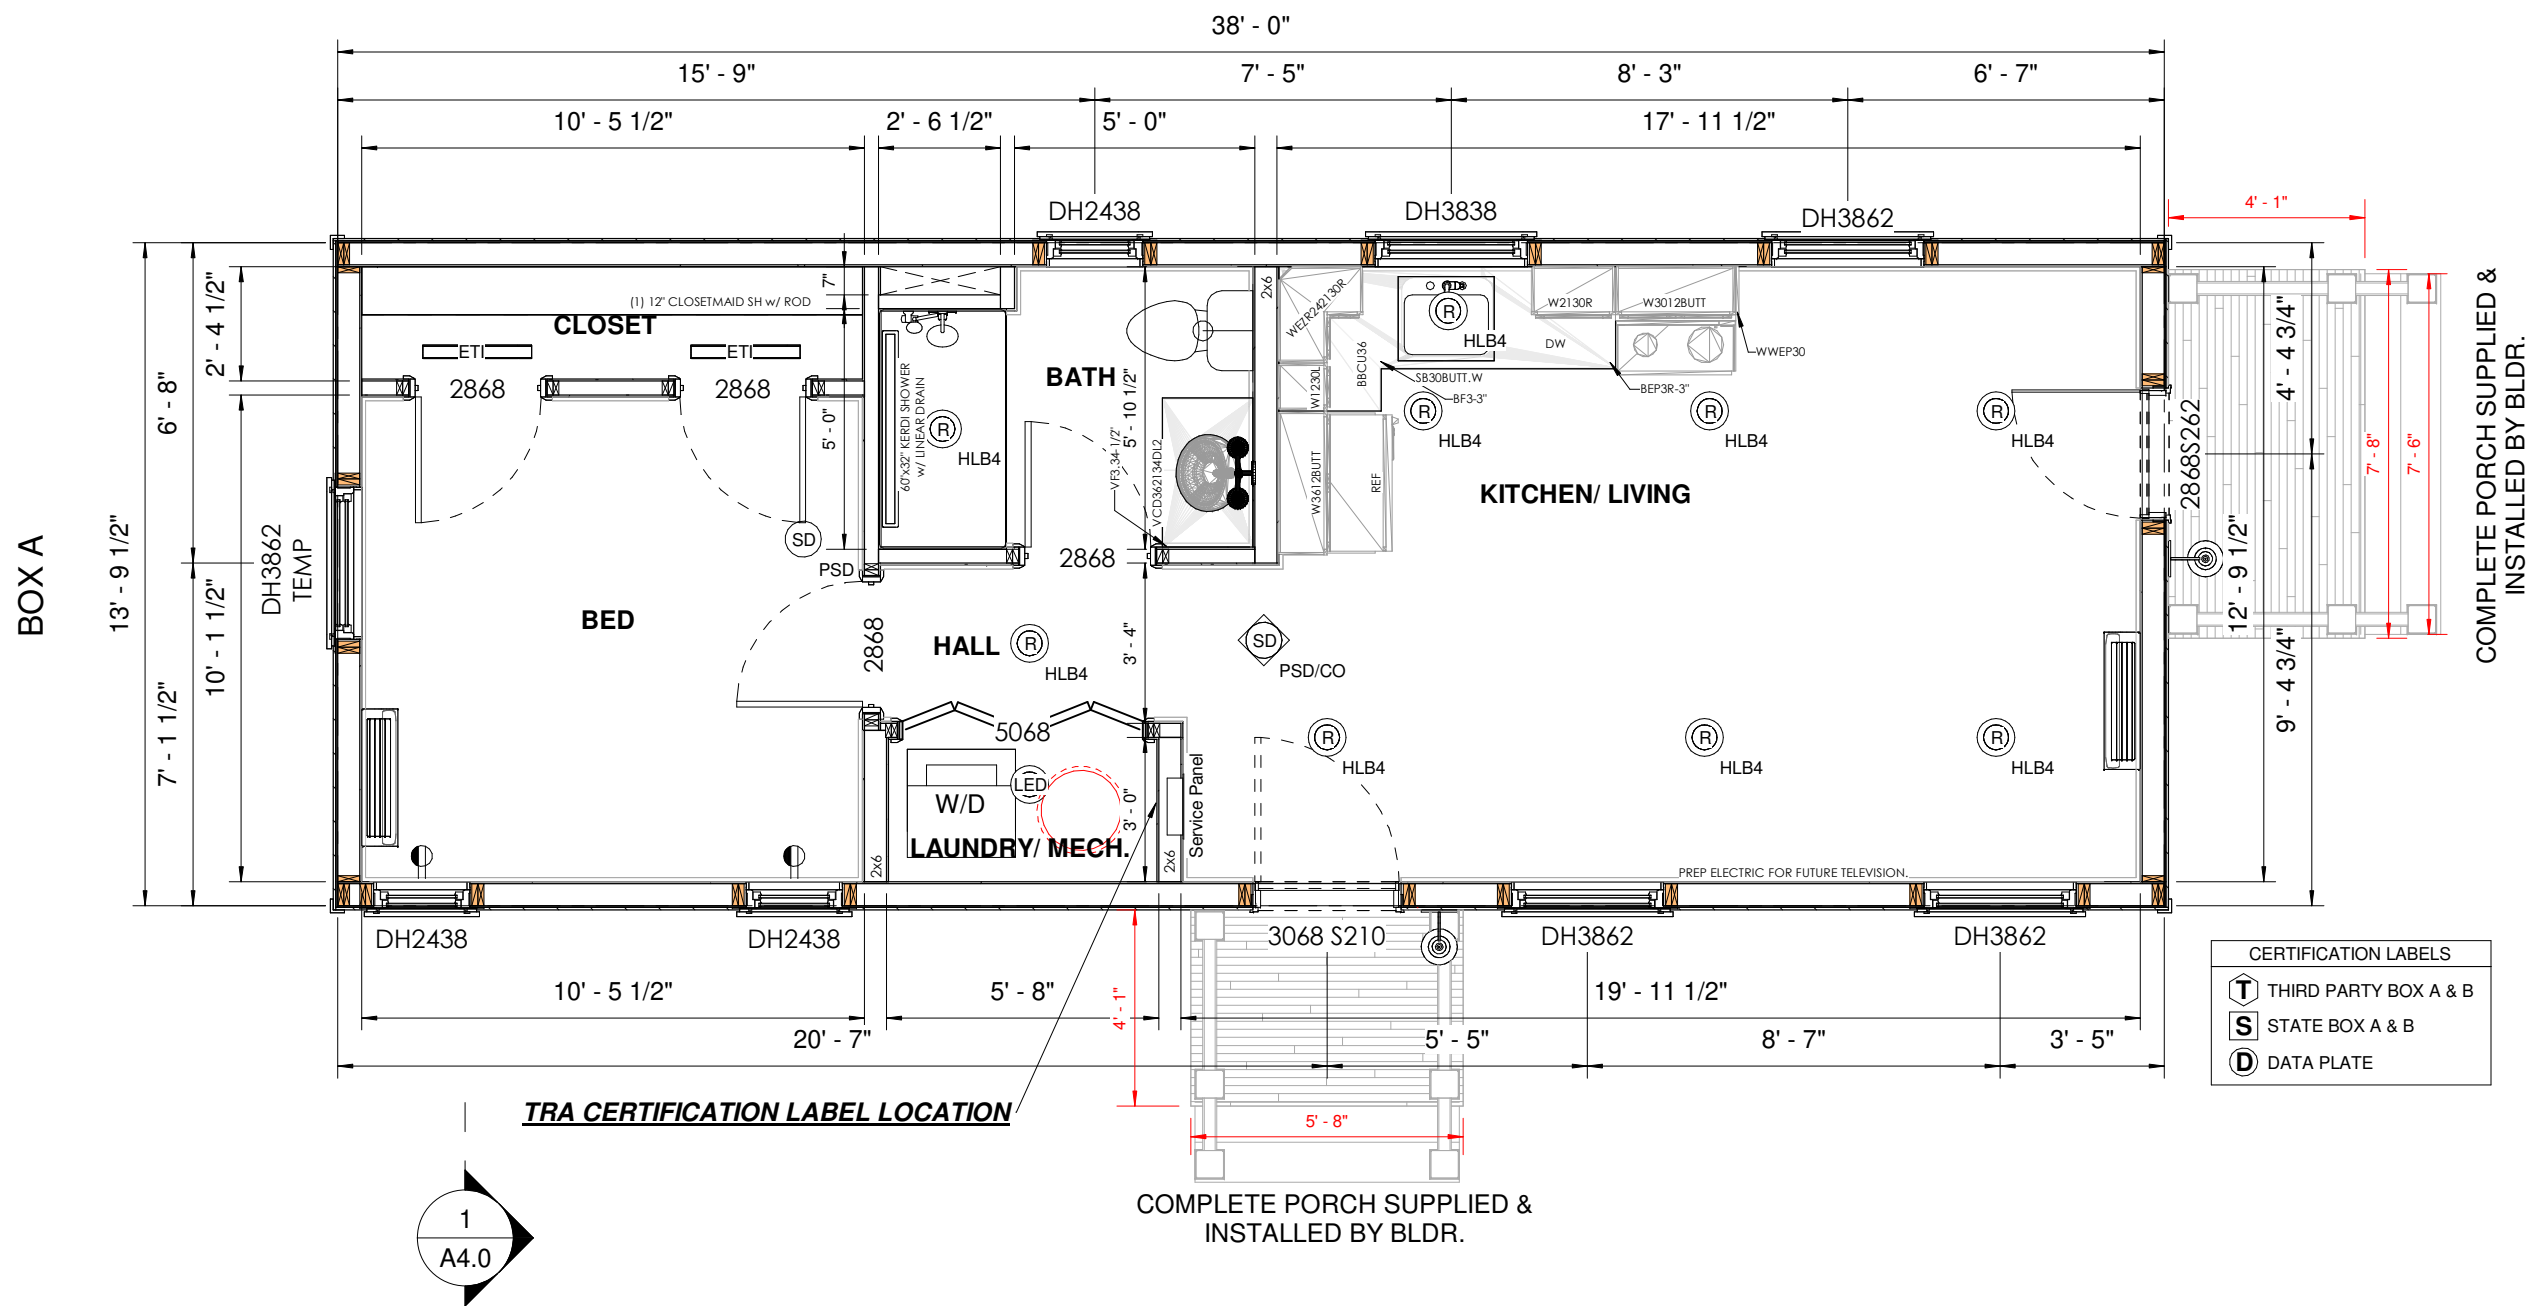 38' - 0"
15' - 9"
7' - 5"
8' - 3"
6' - 7"
10' - 5 1/2"
2' - 6 1/2"
5' - 0"
17' - 11 1/2"
DH2438
DH3838
DH3862
4' - 1"
BOX A
13' - 9 1/2"
6' - 8"
7' - 1 1/2"
2' - 4 1/2"
10' - 1 1/2"
DH3862
TEMP
(1) 12" CLOSETMAID SH w/ ROD
CLOSET
ETI
ETI
2868
2868
7"
5' - 0"
60"x32" KERDI SHOWER
w/ LINEAR DRAIN
R
HLB4
BATH
5' - 10 1/2"
VF3.34-1/2"
VCD362134DL2
2868
2x6
WEZR242130R
W1230L
W3612BUTT
REF
BBCU36
R
HLB4
DW
SB30BUTT.W
BF3-3"
W2130R
W3012BUTT
WWEP30
BEP3R-3"
R
HLB4
R
HLB4
R
HLB4
KITCHEN/ LIVING
2868S262
4' - 4 3/4"
12' - 9 1/2"
9' - 4 3/4"
7' - 8"
7' - 6"
COMPLETE PORCH SUPPLIED &
INSTALLED BY BLDR.
SD
PSD
BED
2868
HALL
R
HLB4
3' - 4"
SD
PSD/CO
5068
W/D
LED
3' - 0"
LAUNDRY/ MECH.
2x6
2x6
Service Panel
R
HLB4
R
HLB4
R
HLB4
PREP ELECTRIC FOR FUTURE TELEVISION.
DH2438
DH2438
3068 S210
DH3862
DH3862
10' - 5 1/2"
5' - 8"
4' - 1"
19' - 11 1/2"
20' - 7"
5' - 5"
8' - 7"
3' - 5"
CERTIFICATION LABELS
T THIRD PARTY BOX A & B
S STATE BOX A & B
D DATA PLATE
TRA CERTIFICATION LABEL LOCATION
5' - 8"
COMPLETE PORCH SUPPLIED &
INSTALLED BY BLDR.
1
A4.0